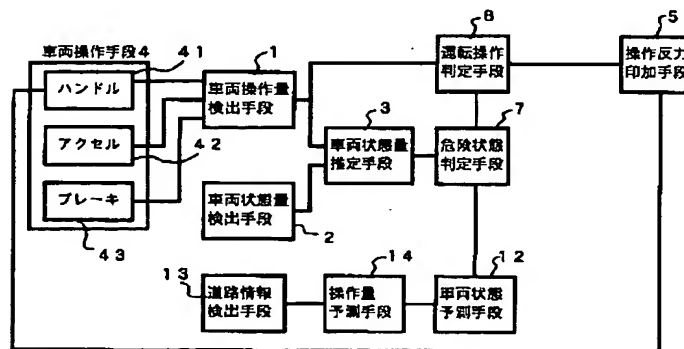 車両操作手段4
41
ハンドル
アクセル
42
ブレーキ
43
1
車両操作量
検出手段
車両状態量
検出手段
2
3
車両状態量
推定手段
8
運転操作
判定手段
5
操作反力
印加手段
7
危険状態
判定手段
13
道路情報
検出手段
14
操作量
予測手段
12
車両状態
予測手段